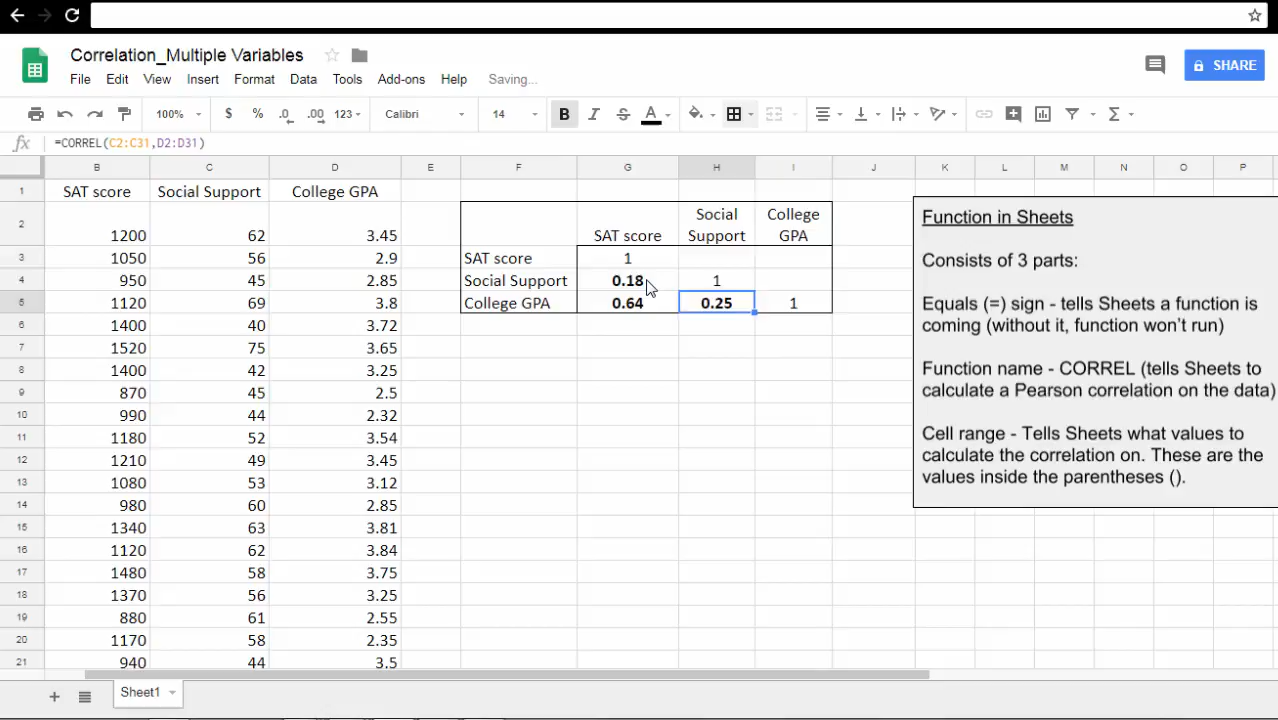 Correlation_Multiple Variables
File Edit View Insert Format Data Tools Add-ons Help Saving...
SHARE
100% $ % .0 .00 123 Calibri 14 B I S A Σ
fx =CORREL(C2:C31,D2:D31)
B C D E F G H I J K L M N O P
1 SAT score Social Support College GPA
2 1200 62 3.45 SAT score Social Support College GPA
3 1050 56 2.9 SAT score 1
4 950 45 2.85 Social Support 0.18 1
5 1120 69 3.8 College GPA 0.64 0.25 1
6 1400 40 3.72
7 1520 75 3.65
8 1400 42 3.25
9 870 45 2.5
10 990 44 2.32
11 1180 52 3.54
12 1210 49 3.45
13 1080 53 3.12
14 980 60 2.85
15 1340 63 3.81
16 1120 62 3.84
17 1480 58 3.75
18 1370 56 3.25
19 880 61 2.55
20 1170 58 2.35
21 940 44 3.5
Function in Sheets
Consists of 3 parts:
Equals (=) sign - tells Sheets a function is
coming (without it, function won't run)
Function name - CORREL (tells Sheets to
calculate a Pearson correlation on the data)
Cell range - Tells Sheets what values to
calculate the correlation on. These are the
values inside the parentheses ().
+ Sheet1